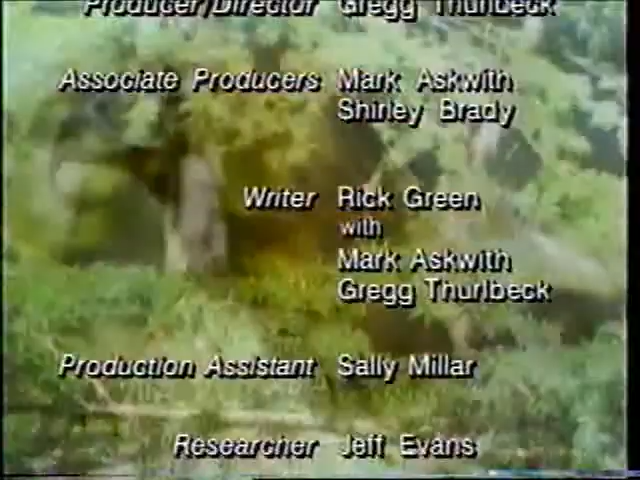 Producer/Director Gregg Thurlbeck
Associate Producers Mark Askwith
Shirley Brady
Writer Rick Green
with
Mark Askwith
Gregg Thurlbeck
Production Assistant Sally Millar
Researcher Jeff Evans